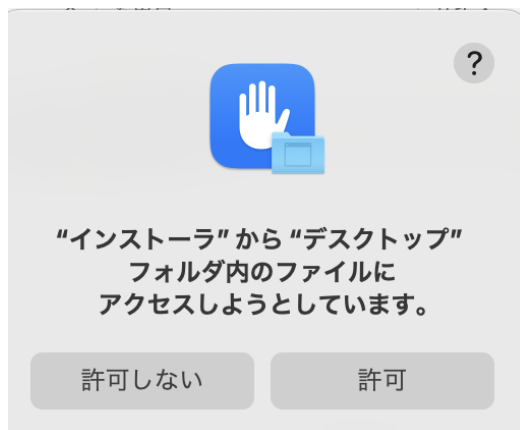 ?
“インストーラ”から“デスクトップ”
フォルダ内のファイルに
アクセスしようとしています。
許可しない
許可